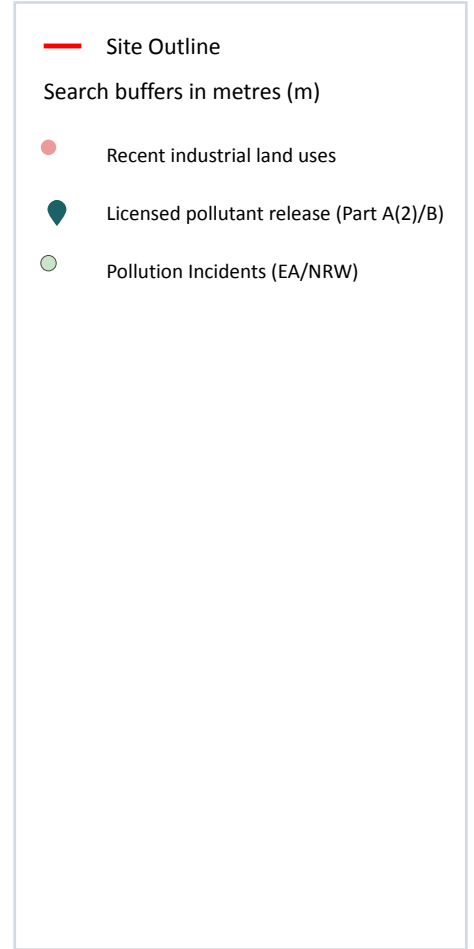 Site Outline
Search buffers in metres (m)
Recent industrial land uses
Licensed pollutant release (Part A(2)/B)
Pollution Incidents (EA/NRW)